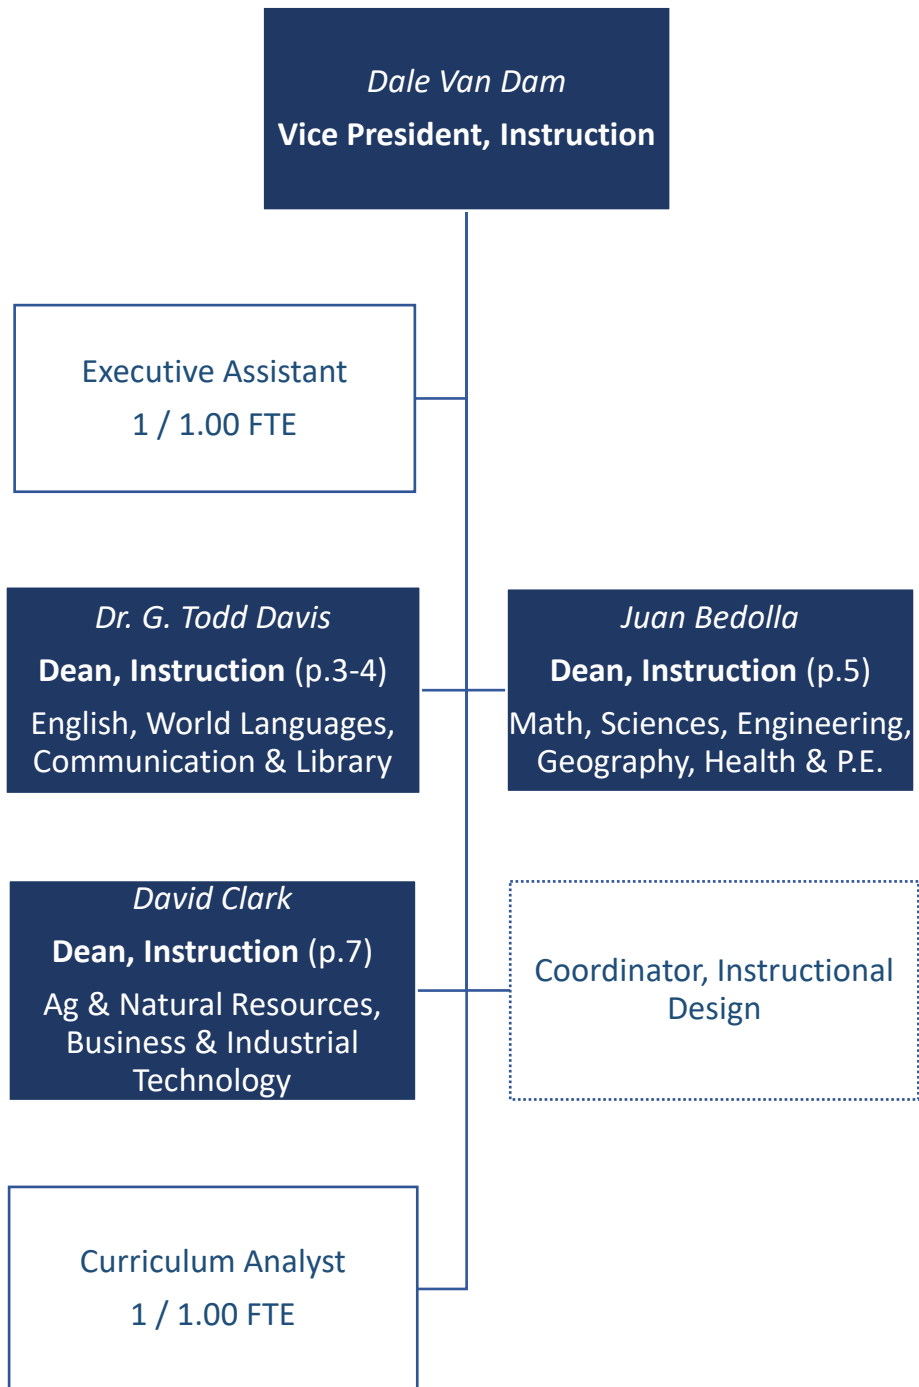 Dale Van Dam
Vice President, Instruction
Executive Assistant
1 / 1.00 FTE
Dr. G. Todd Davis
Dean, Instruction (p.3-4)
English, World Languages,
Communication & Library
Juan Bedolla
Dean, Instruction (p.5)
Math, Sciences, Engineering,
Geography, Health & P.E.
David Clark
Dean, Instruction (p.7)
Ag & Natural Resources,
Business & Industrial
Technology
Coordinator, Instructional
Design
Curriculum Analyst
1 / 1.00 FTE